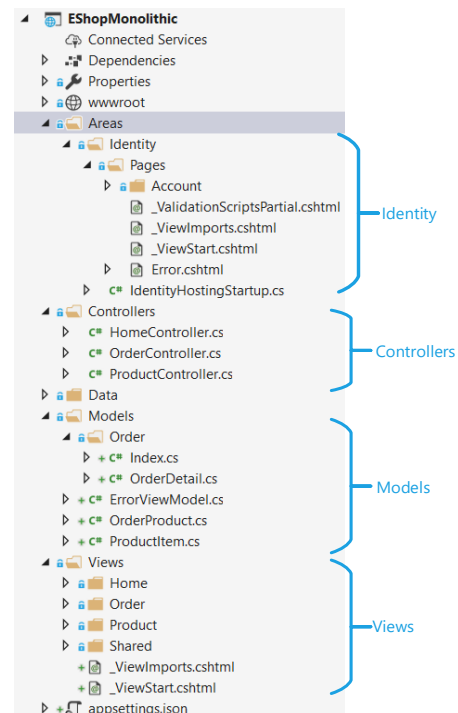 EShopMonolithic
Connected Services
Dependencies
Properties
wwwroot
Areas
Identity
Pages
Account
_ValidationScriptsPartial.cshtml
_ViewImports.cshtml
_ViewStart.cshtml
Error.cshtml
C# IdentityHostingStartup.cs
Identity
Controllers
C# HomeController.cs
C# OrderController.cs
C# ProductController.cs
Controllers
Data
Models
Order
+ C# Index.cs
+ C# OrderDetail.cs
+ C# ErrorViewModel.cs
+ C# OrderProduct.cs
+ C# ProductItem.cs
Models
Views
Home
Order
Product
Shared
+ _ViewImports.cshtml
+ _ViewStart.cshtml
Views
+ appsettings.json